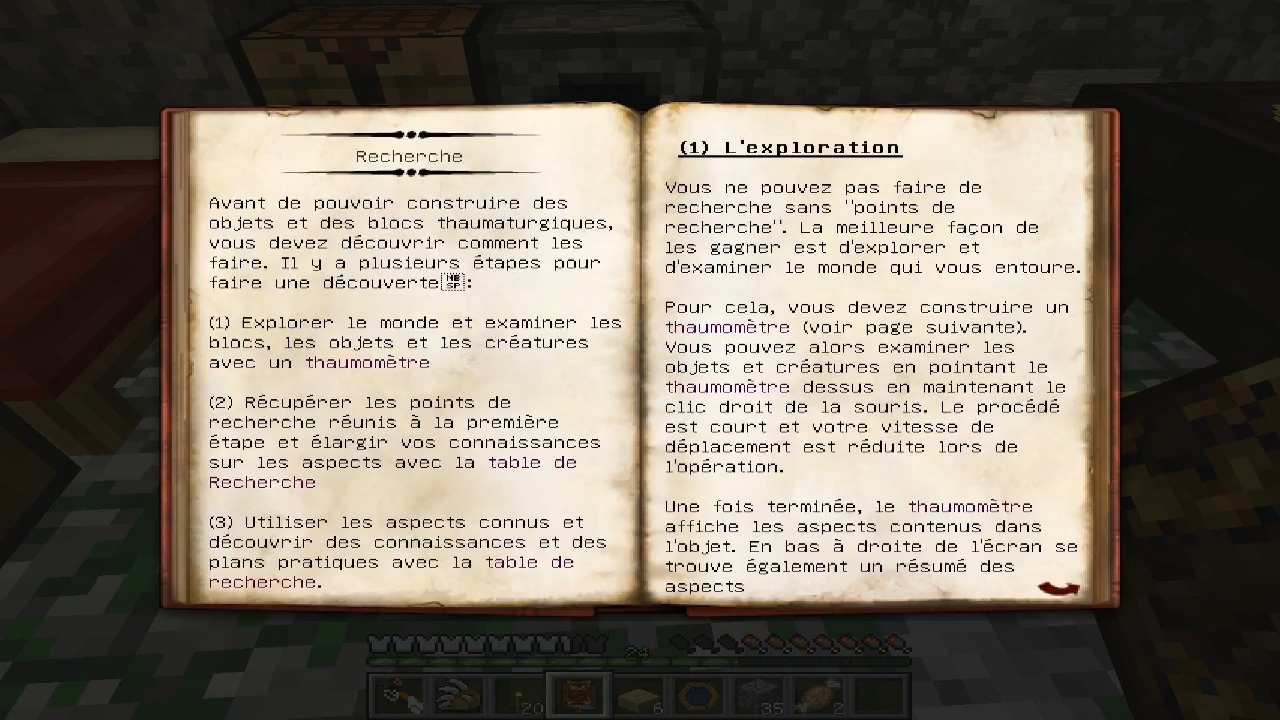 Recherche
Avant de pouvoir construire des
objets et des blocs thaumaturgiques,
vous devez découvrir comment les
faire. Il y a plusieurs étapes pour
faire une découverte NBSP:
(1) Explorer le monde et examiner les
blocs, les objets et les créatures
avec un thaumomètre
(2) Récupérer les points de
recherche réunis à la première
étape et élargir vos connaissances
sur les aspects avec la table de
Recherche
(3) Utiliser les aspects connus et
découvrir des connaissances et des
plans pratiques avec la table de
recherche.
(1) L'exploration
Vous ne pouvez pas faire de
recherche sans "points de
recherche". La meilleure façon de
les gagner est d'explorer et
d'examiner le monde qui vous entoure.
Pour cela, vous devez construire un
thaumomètre (voir page suivante).
Vous pouvez alors examiner les
objets et créatures en pointant le
thaumomètre dessus en maintenant le
clic droit de la souris. Le procédé
est court et votre vitesse de
déplacement est réduite lors de
l'opération.
Une fois terminée, le thaumomètre
affiche les aspects contenus dans
l'objet. En bas à droite de l'écran se
trouve également un résumé des
aspects
24
20
6
35
2